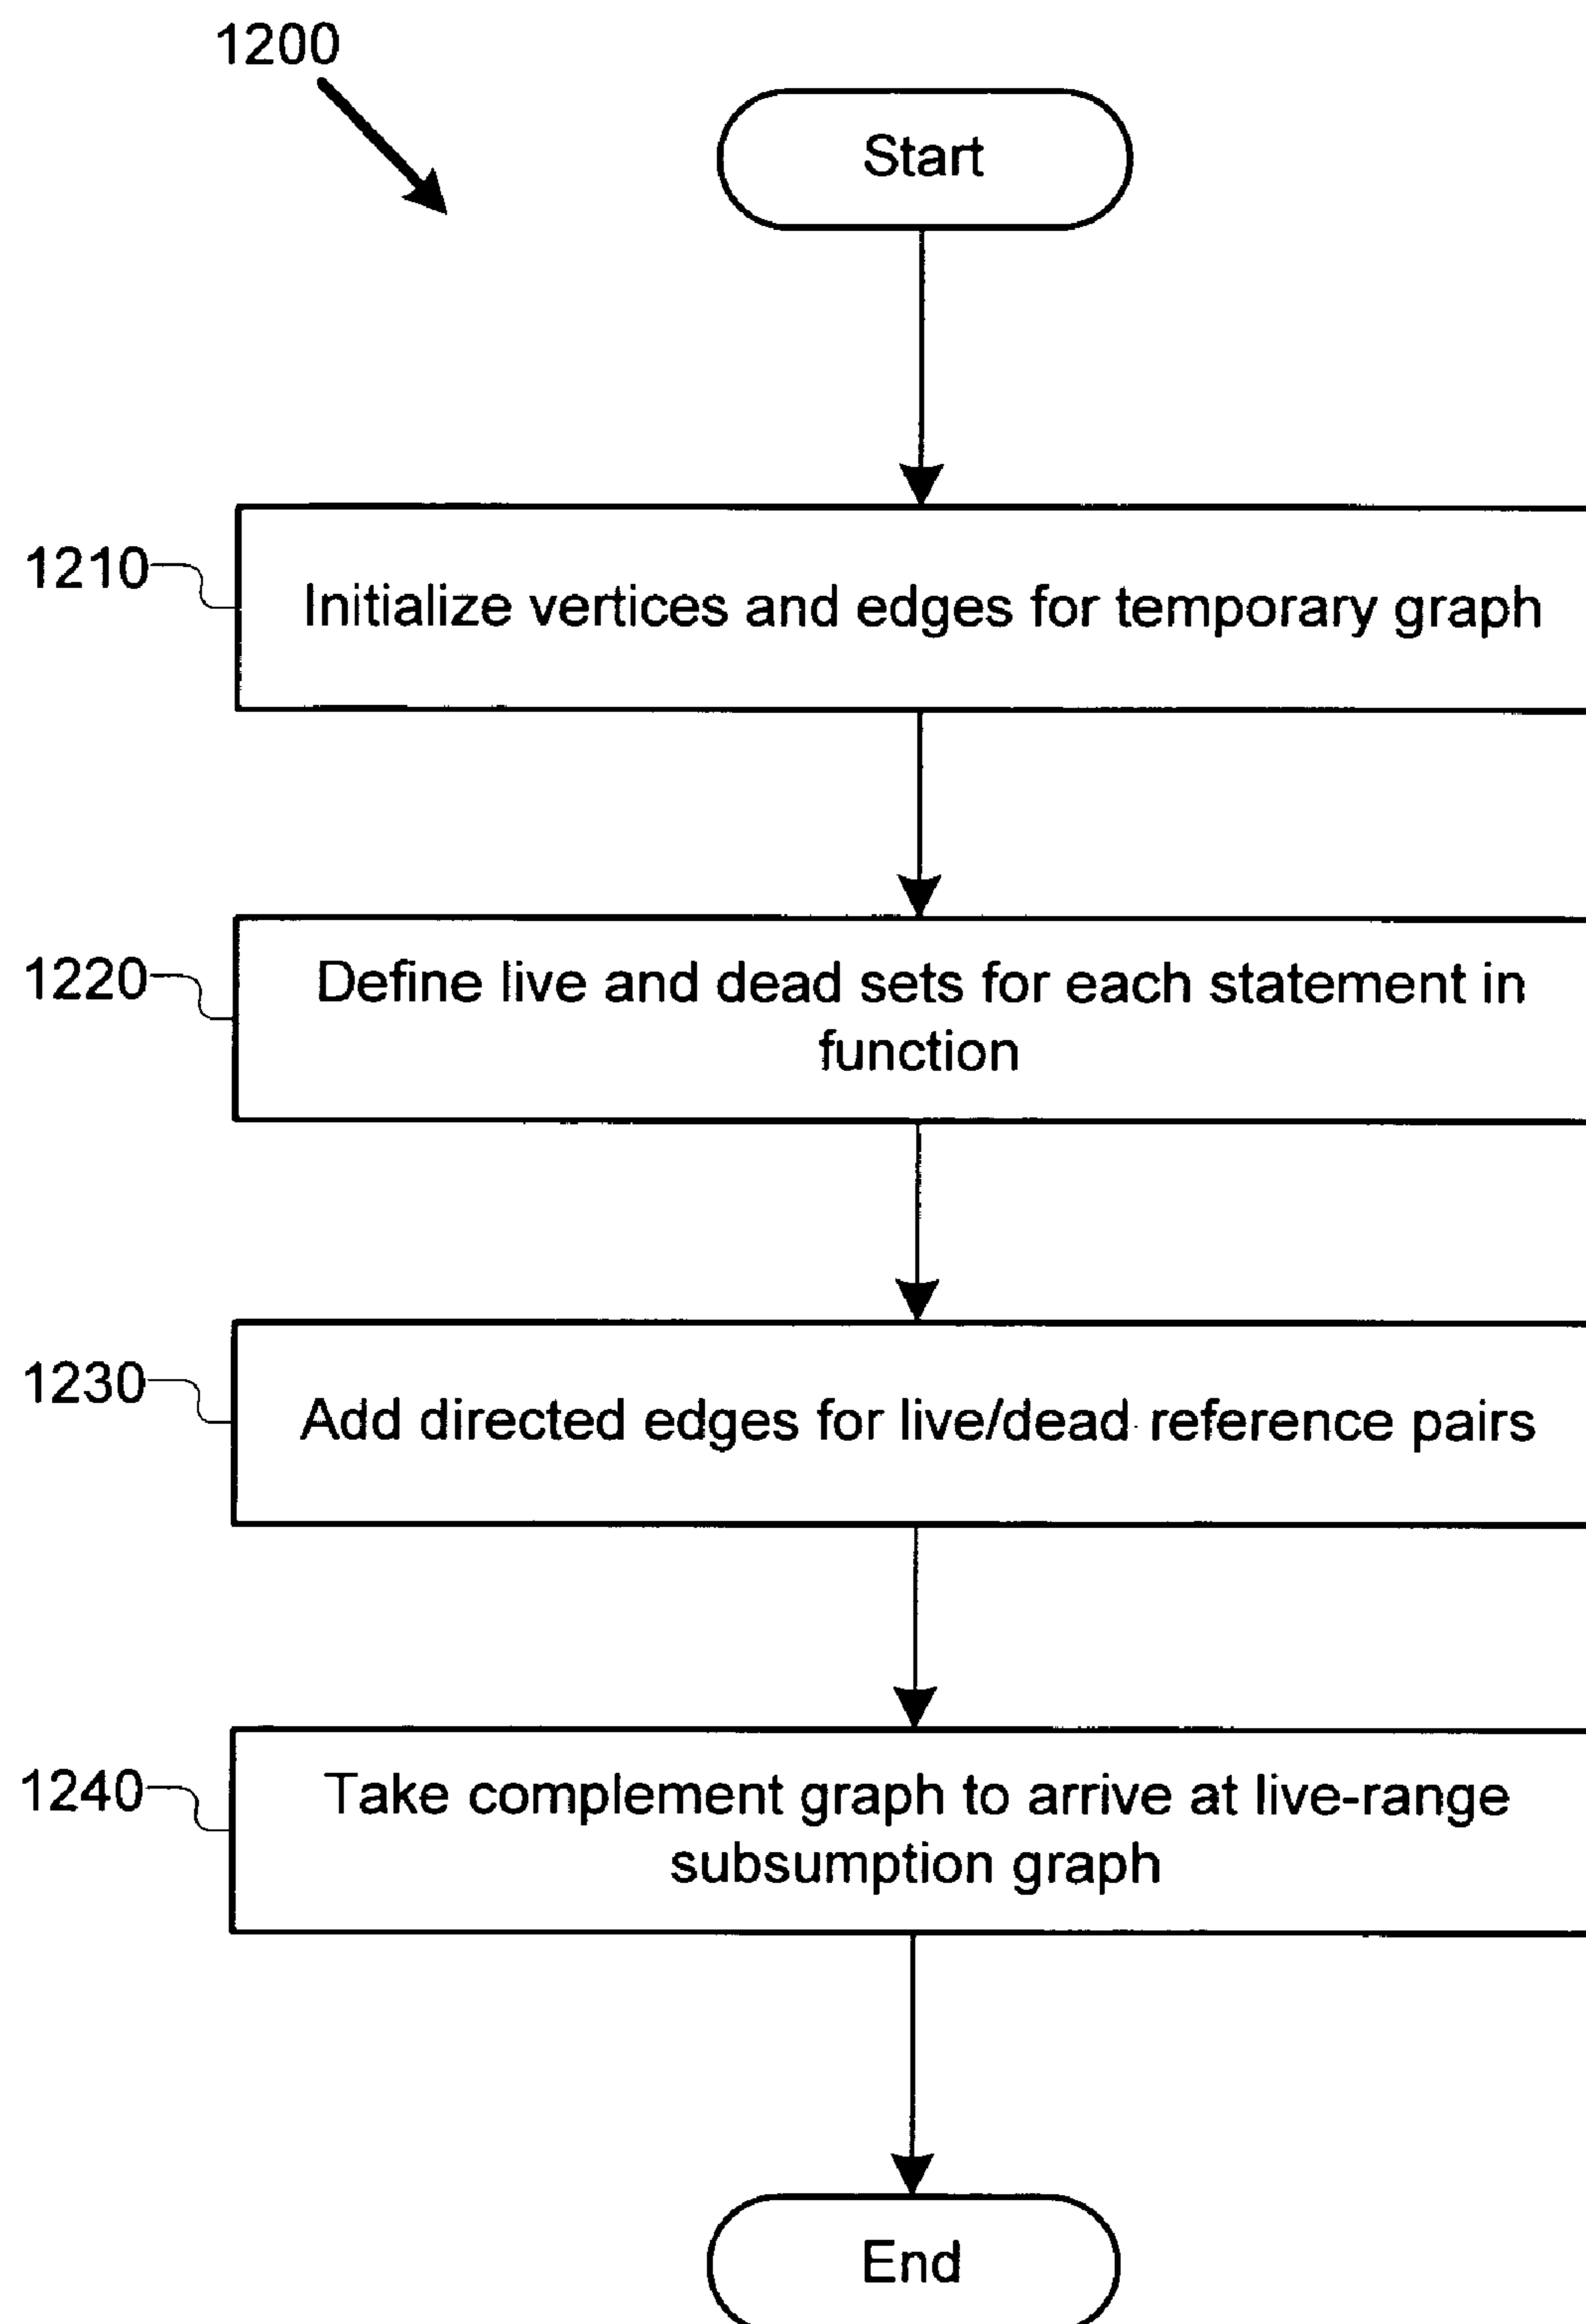 1200
Start
1210
Initialize vertices and edges for temporary graph
1220
Define live and dead sets for each statement in
function
1230
Add directed edges for live/dead reference pairs
1240
Take complement graph to arrive at live-range
subsumption graph
End